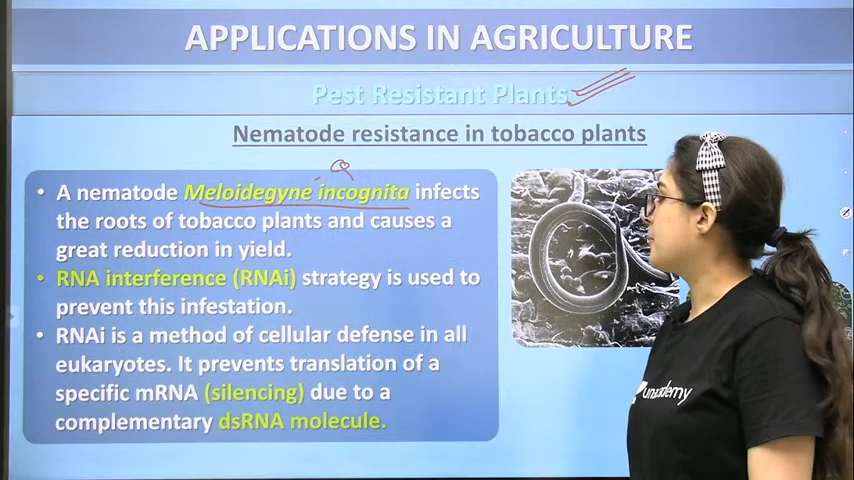 APPLICATIONS IN AGRICULTURE
Pest Resistant Plants
Nematode resistance in tobacco plants
• A nematode Meloidegyne incognita infects
the roots of tobacco plants and causes a
great reduction in yield.
• RNA interference (RNAi) strategy is used to
prevent this infestation.
• RNAi is a method of cellular defense in all
eukaryotes. It prevents translation of a
specific mRNA (silencing) due to a
complementary dsRNA molecule.
unacademy